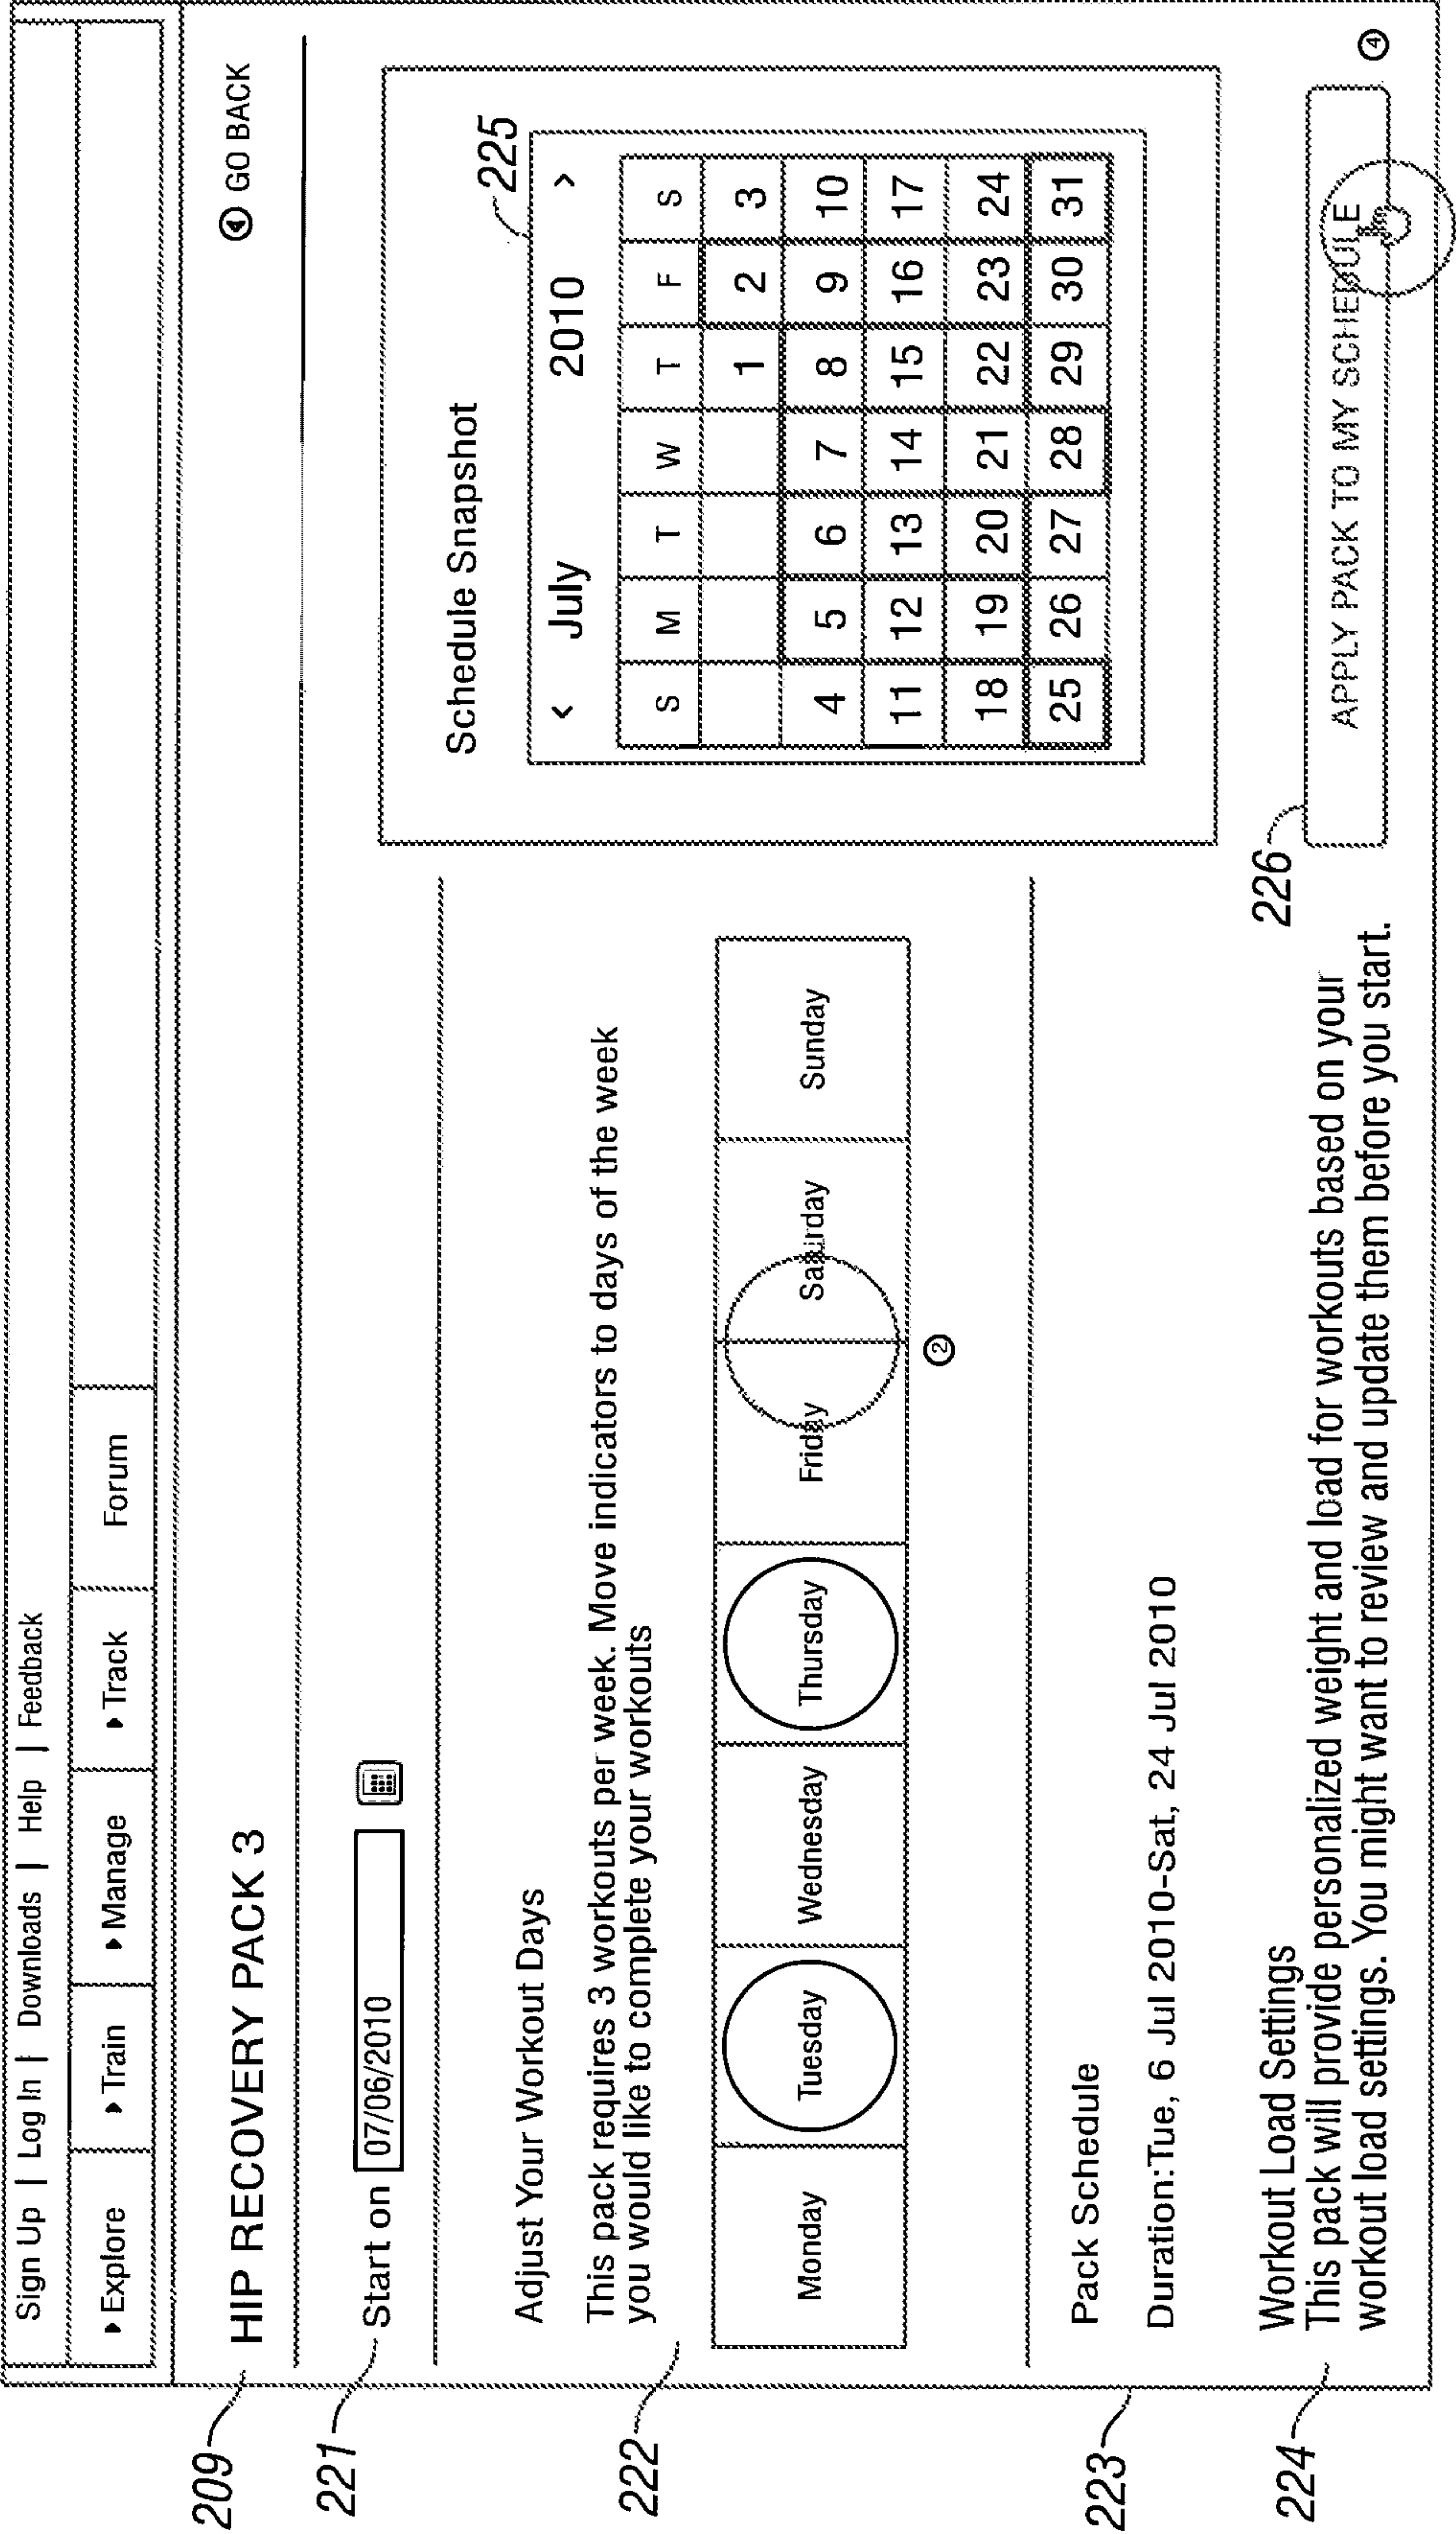 Sign Up | Log In | Downloads | Help | Feedback
Explore Train Manage Track Forum
209
HIP RECOVERY PACK 3
GO BACK
221
Start on 07/06/2010
222
Adjust Your Workout Days
This pack requires 3 workouts per week. Move indicators to days of the week
you would like to complete your workouts
Monday Tuesday Wednesday Thursday Friday Saturday Sunday
2
223
Pack Schedule
Duration:Tue, 6 Jul 2010-Sat, 24 Jul 2010
224
Workout Load Settings
This pack will provide personalized weight and load for workouts based on your
workout load settings. You might want to review and update them before you start.
Schedule Snapshot
225
< July 2010 >
S M T W T F S
1 2 3
4 5 6 7 8 9 10
11 12 13 14 15 16 17
18 19 20 21 22 23 24
25 26 27 28 29 30 31
226
APPLY PACK TO MY SCHEDULE
4